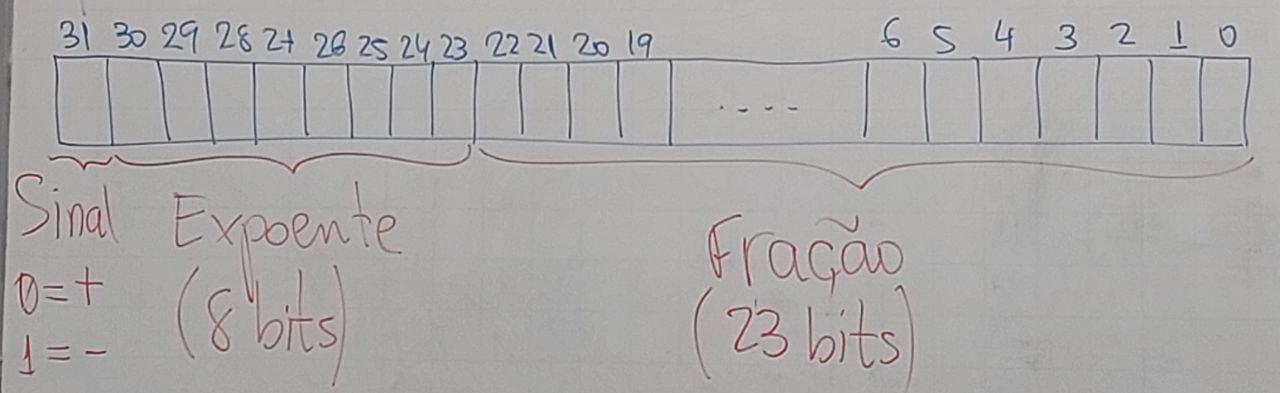 31 30 29 28 27 26 25 24 23 22 21 20 19 6 5 4 3 2 1 0
....
Sinal Expoente Fração
0=+ (8 bits) (23 bits)
1=-